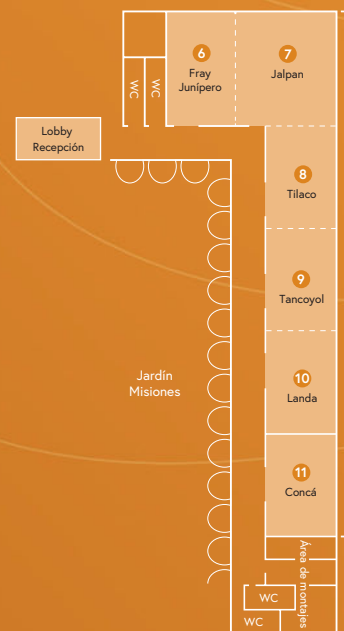 6
Fray
Junípero
7
Jalpan
WC
WC
Lobby
Recepción
8
Tilaco
9
Tancoyol
Jardín
Misiones
10
Landa
11
Concá
Área de montajes
WC
WC